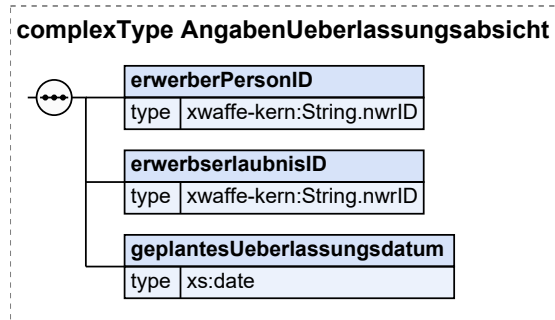 complexType AngabenUeberlassungsabsicht
erwerberPersonID
type xwaffe-kern:String.nwrID
erwerbserlaubnisID
type xwaffe-kern:String.nwrID
geplantesUeberlassungsdatum
type xs:date